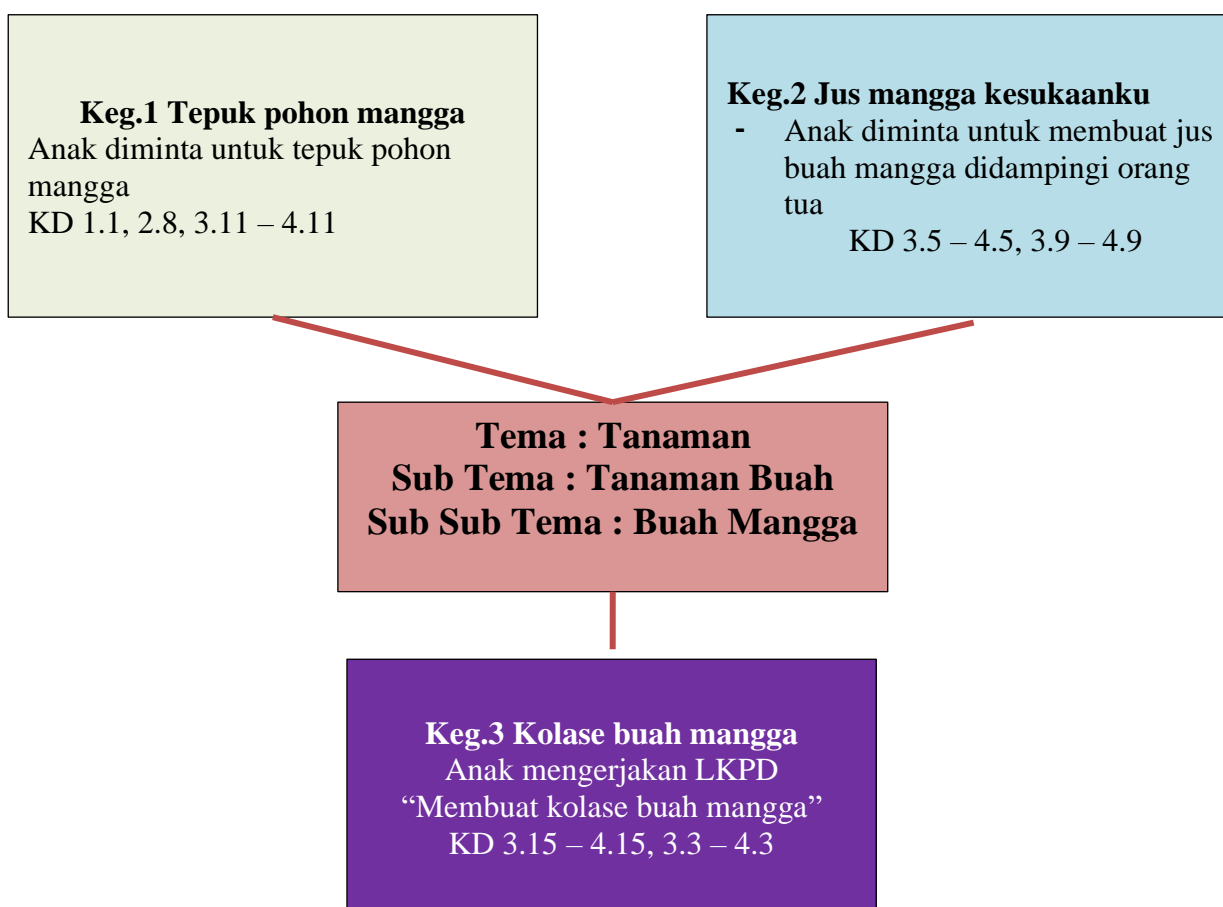 Keg.1 Tepuk pohon mangga
Anak diminta untuk tepuk pohon
mangga
KD 1.1, 2.8, 3.11 – 4.11
Keg.2 Jus mangga kesukaanku
- Anak diminta untuk membuat jus
buah mangga didampingi orang
tua
KD 3.5 – 4.5, 3.9 – 4.9
Tema : Tanaman
Sub Tema : Tanaman Buah
Sub Sub Tema : Buah Mangga
Keg.3 Kolase buah mangga
Anak mengerjakan LKPD
“Membuat kolase buah mangga”
KD 3.15 – 4.15, 3.3 – 4.3